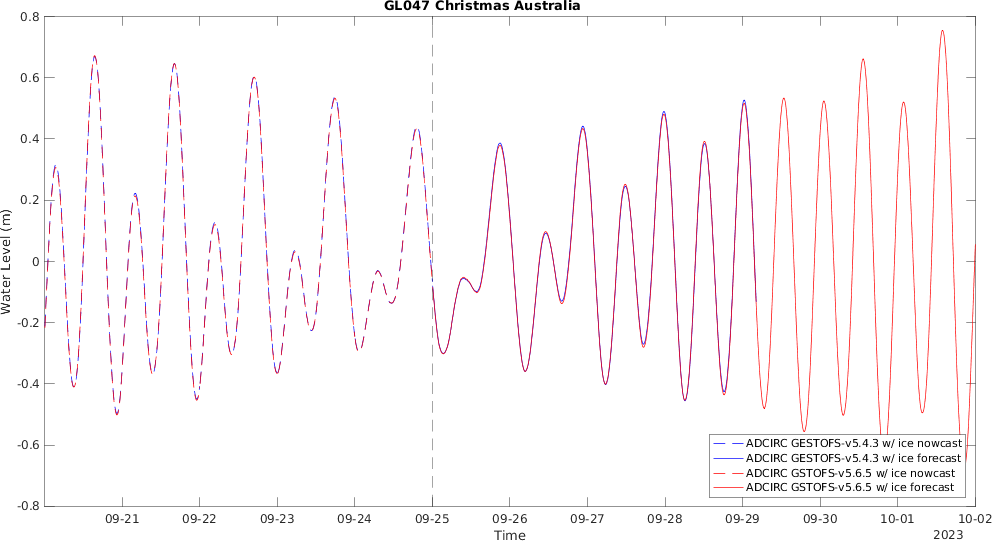 GL047 Christmas Australia
0.8
0.6
0.4
0.2
0
-0.2
-0.4
-0.6
-0.8
Water Level (m)
09-21 09-22 09-23 09-24 09-25 09-26 09-27 09-28 09-29 09-30 10-01 10-02
Time
2023
ADCIRC GESTOFS-v5.4.3 w/ ice nowcast
ADCIRC GESTOFS-v5.4.3 w/ ice forecast
ADCIRC GSTOFS-v5.6.5 w/ ice nowcast
ADCIRC GSTOFS-v5.6.5 w/ ice forecast